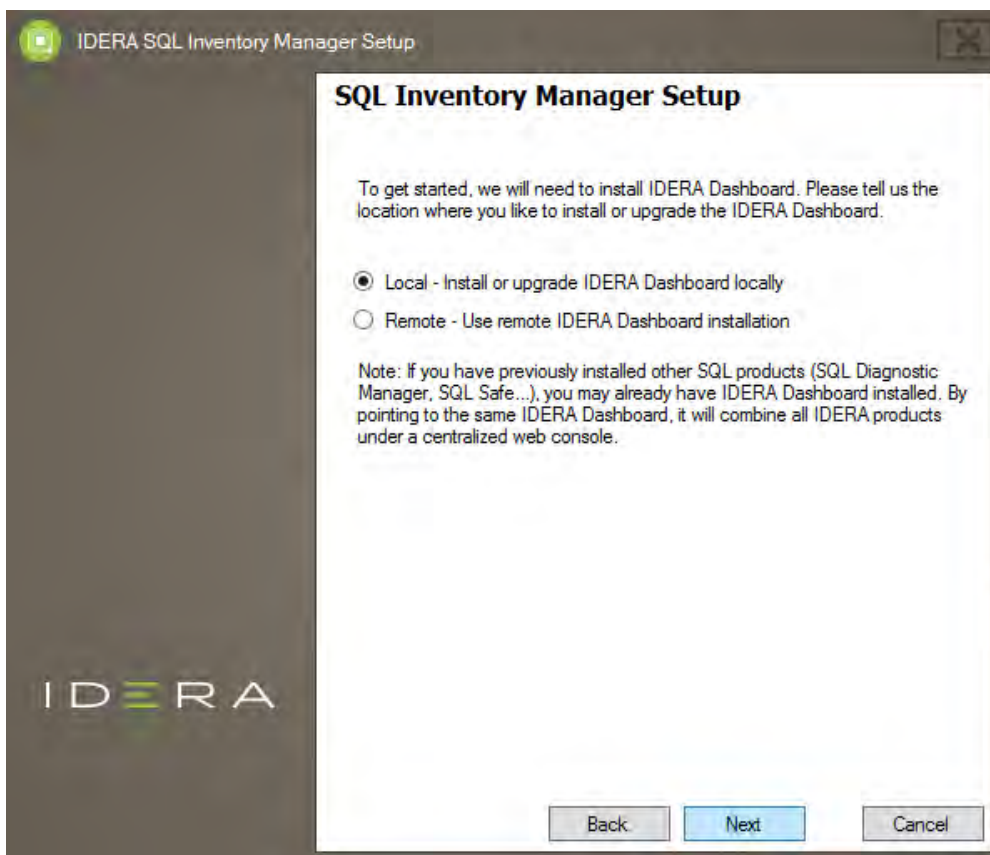 IDERA SQL Inventory Manager Setup
SQL Inventory Manager Setup
To get started, we will need to install IDERA Dashboard. Please tell us the
location where you like to install or upgrade the IDERA Dashboard.
Local - Install or upgrade IDERA Dashboard locally
Remote - Use remote IDERA Dashboard installation
Note: If you have previously installed other SQL products (SQL Diagnostic
Manager, SQL Safe...), you may already have IDERA Dashboard installed. By
pointing to the same IDERA Dashboard, it will combine all IDERA products
under a centralized web console.
IDERA
Back Next Cancel